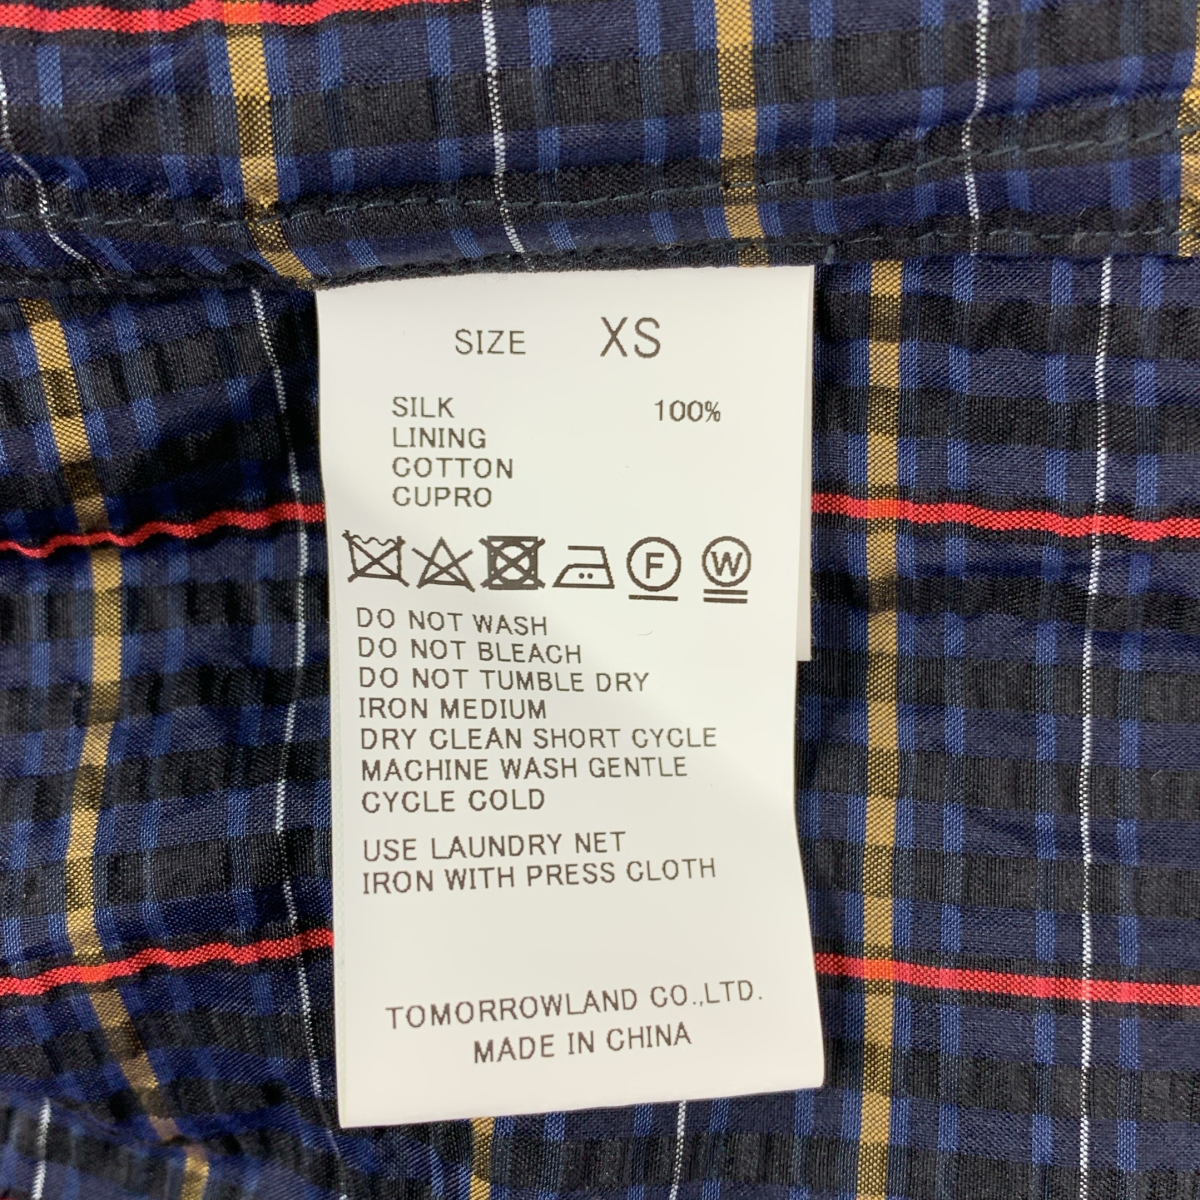 SIZE XS
SILK 100%
LINING
COTTON
CUPRO
F W
DO NOT WASH
DO NOT BLEACH
DO NOT TUMBLE DRY
IRON MEDIUM
DRY CLEAN SHORT CYCLE
MACHINE WASH GENTLE
CYCLE COLD
USE LAUNDRY NET
IRON WITH PRESS CLOTH
TOMORROWLAND CO.,LTD.
MADE IN CHINA